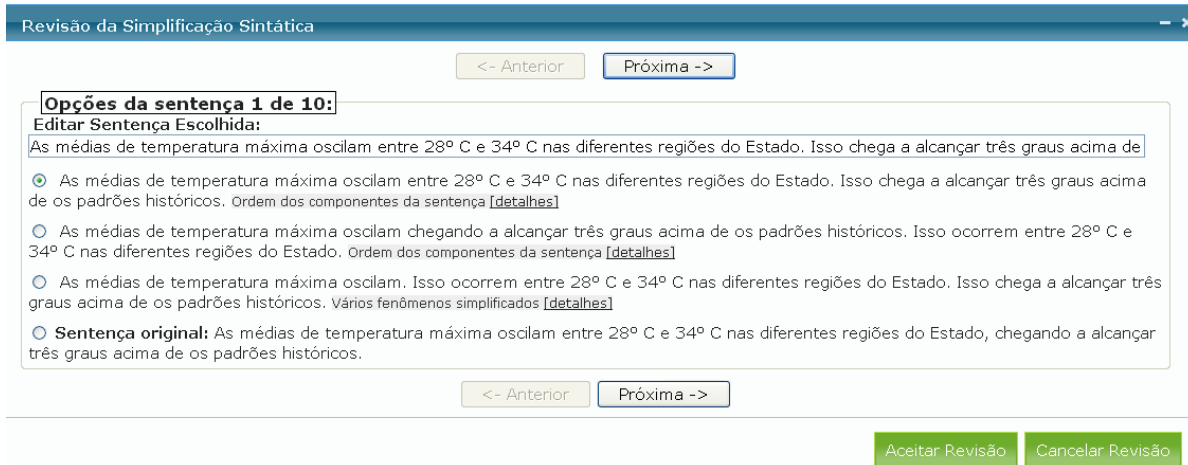 Revisão da Simplificação Sintática
<- Anterior Próxima ->
Opções da sentença 1 de 10:
Editar Sentença Escolhida:
As médias de temperatura máxima oscilam entre 28º C e 34º C nas diferentes regiões do Estado. Isso chega a alcançar três graus acima de
As médias de temperatura máxima oscilam entre 28º C e 34º C nas diferentes regiões do Estado. Isso chega a alcançar três graus acima
de os padrões históricos. Ordem dos componentes da sentença [detalhes]
As médias de temperatura máxima oscilam chegando a alcançar três graus acima de os padrões históricos. Isso ocorrem entre 28º C e
34º C nas diferentes regiões do Estado. Ordem dos componentes da sentença [detalhes]
As médias de temperatura máxima oscilam. Isso ocorrem entre 28º C e 34º C nas diferentes regiões do Estado. Isso chega a alcançar três
graus acima de os padrões históricos. Vários fenômenos simplificados [detalhes]
Sentença original: As médias de temperatura máxima oscilam entre 28º C e 34º C nas diferentes regiões do Estado, chegando a alcançar
três graus acima de os padrões históricos.
<- Anterior Próxima ->
Aceitar Revisão Cancelar Revisão